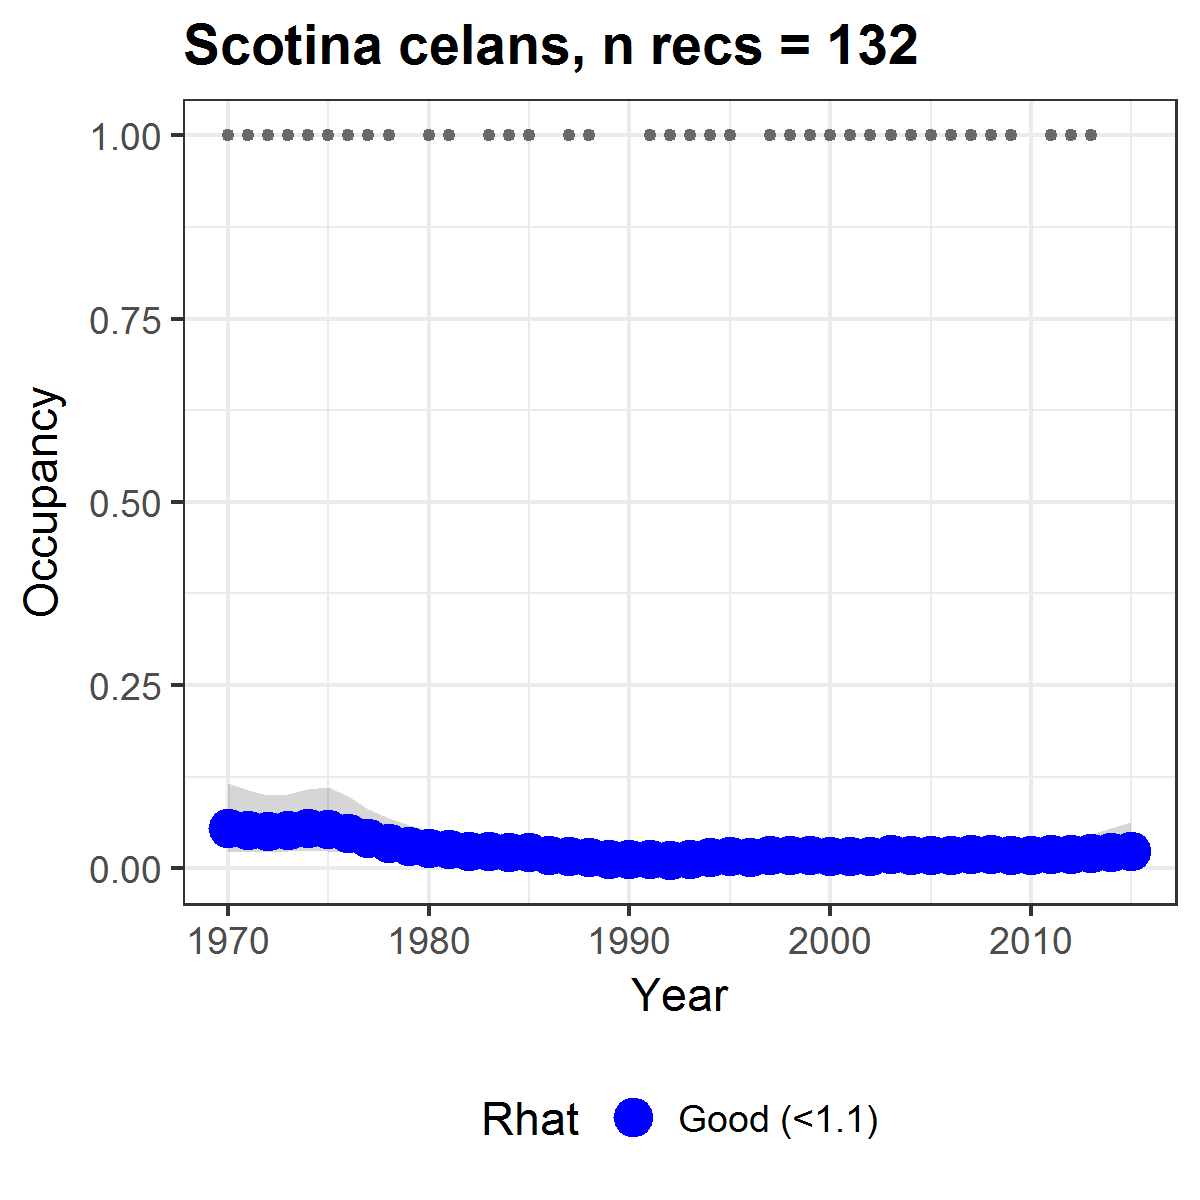 Scotina celans, n recs = 132
1.00
0.75
0.50
0.25
0.00
Occupancy
1970 1980 1990 2000 2010
Year
Rhat Good (<1.1)